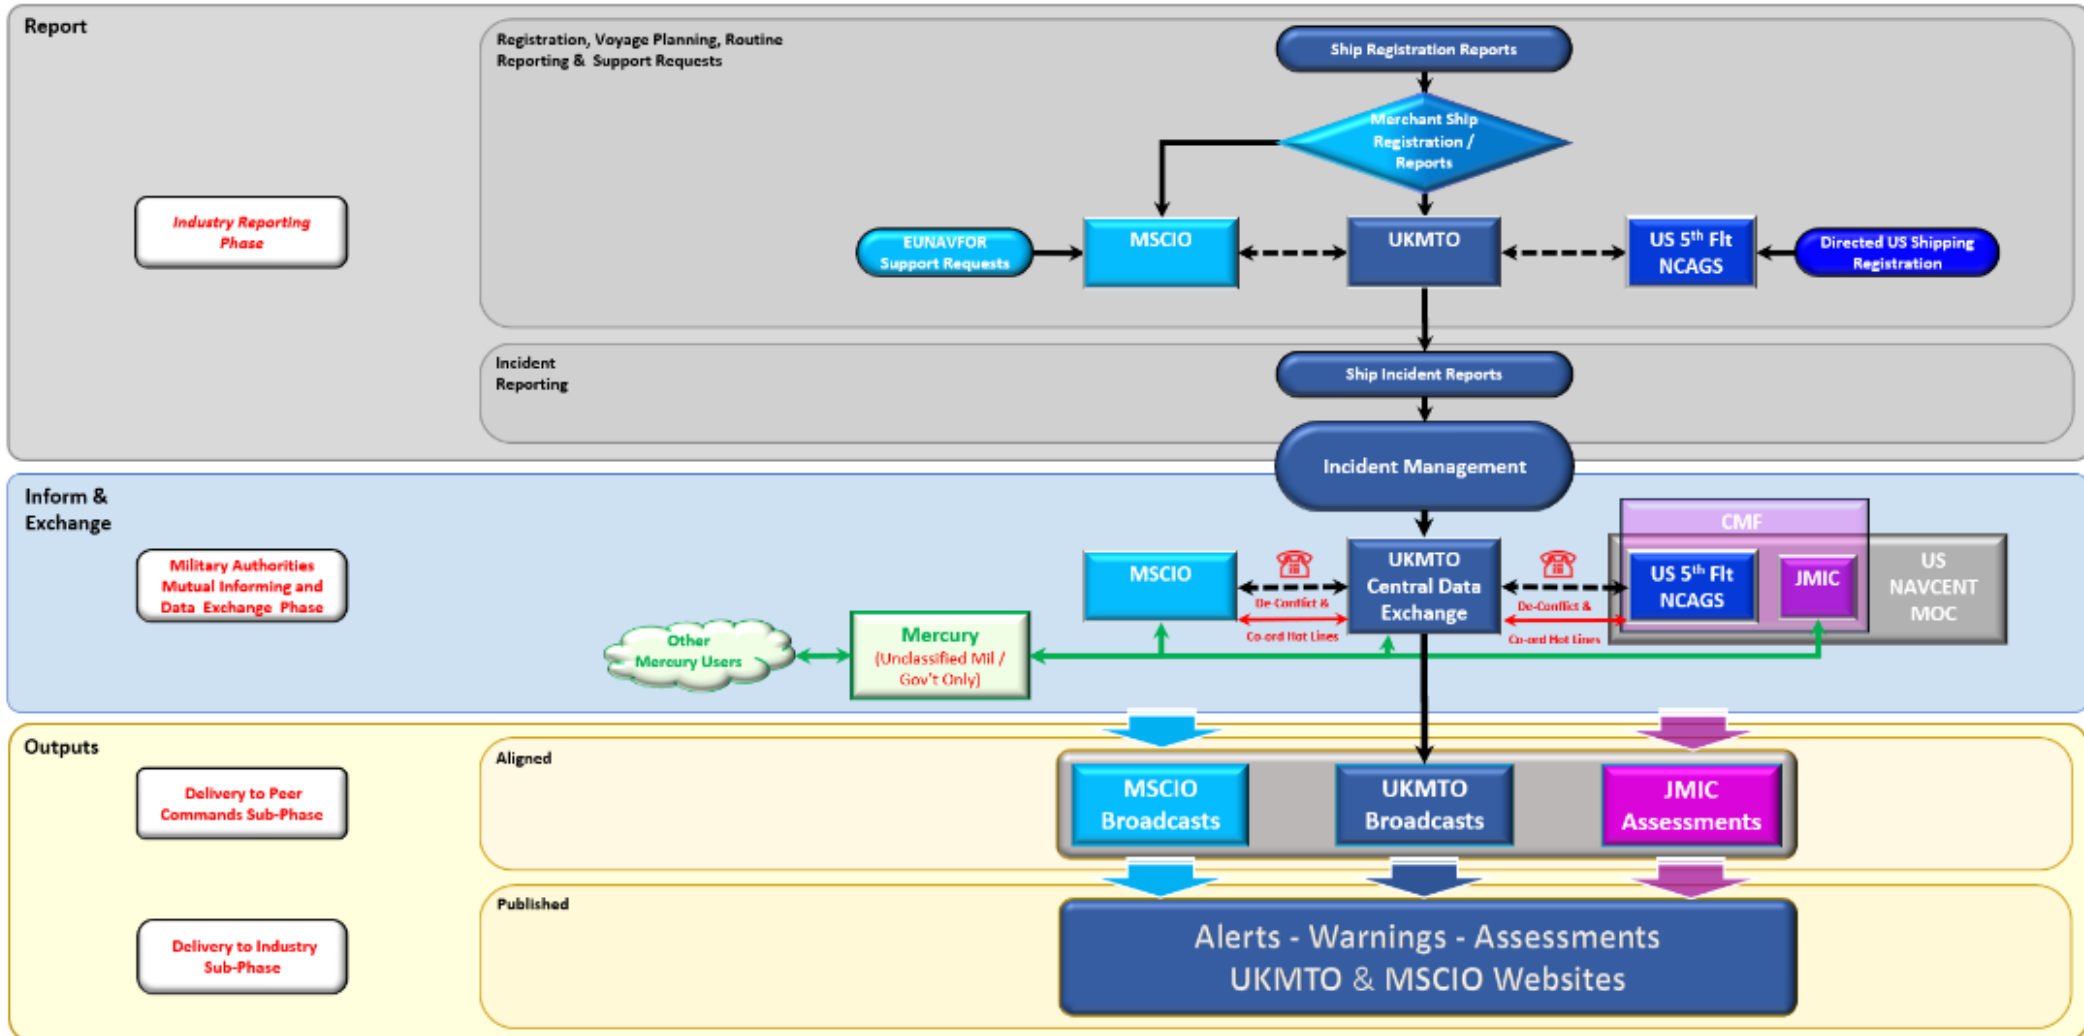 Report
Registration, Voyage Planning, Routine
Reporting & Support Requests
Ship Registration Reports
Merchant Ship
Registration /
Reports
Industry Reporting
Phase
EUNAVFOR
Support Requests
MSCIO
UKMTO
US 5th Flt
NCAGS
Directed US Shipping
Registration
Incident
Reporting
Ship Incident Reports
Incident Management
Inform &
Exchange
Military Authorities
Mutual Informing and
Data Exchange Phase
MSCIO
De-Conflict &
Co-ord Hot Lines
UKMTO
Central Data
Exchange
De-Conflict &
Co-ord Hot Lines
CMF
US 5th Flt
NCAGS
JMIC
US
NAVCENT
MOC
Other
Mercury Users
Mercury
(Unclassified Mil /
Gov't Only)
Outputs
Aligned
Delivery to Peer
Commands Sub-Phase
MSCIO
Broadcasts
UKMTO
Broadcasts
JMIC
Assessments
Published
Delivery to Industry
Sub-Phase
Alerts - Warnings - Assessments
UKMTO & MSCIO Websites